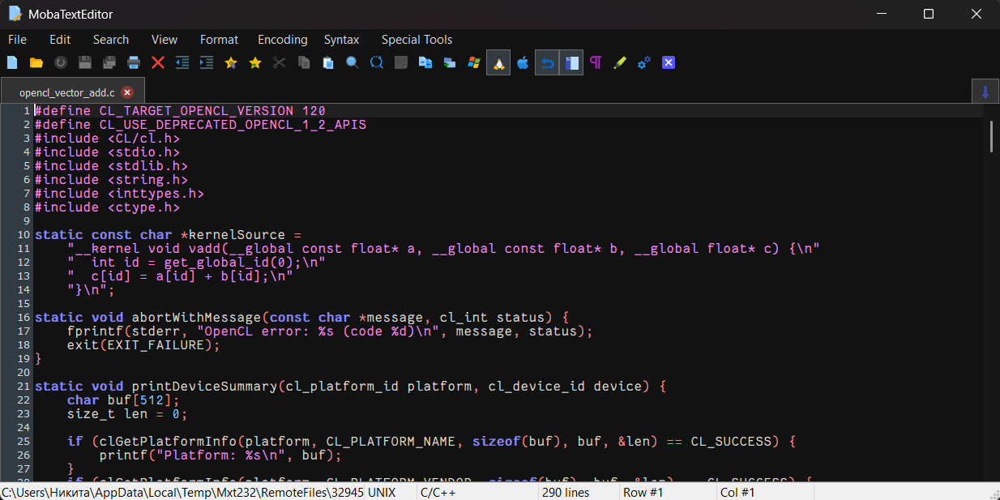 MobaTextEditor
File Edit Search View Format Encoding Syntax Special Tools
opencl_vector_add.c
1 #define CL_TARGET_OPENCL_VERSION 120
2 #define CL_USE_DEPRECATED_OPENCL_1_2_APIS
3 #include <CL/cl.h>
4 #include <stdio.h>
5 #include <stdlib.h>
6 #include <string.h>
7 #include <inttypes.h>
8 #include <ctype.h>
9
10 static const char *kernelSource =
11     "__kernel void vadd(__global const float* a, __global const float* b, __global float* c) {\n"
12     "  int id = get_global_id(0);\n"
13     "  c[id] = a[id] + b[id];\n"
14     "}\n";
15
16 static void abortWithMessage(const char *message, cl_int status) {
17     fprintf(stderr, "OpenCL error: %s (code %d)\n", message, status);
18     exit(EXIT_FAILURE);
19 }
20
21 static void printDeviceSummary(cl_platform_id platform, cl_device_id device) {
22     char buf[512];
23     size_t len = 0;
24
25     if (clGetPlatformInfo(platform, CL_PLATFORM_NAME, sizeof(buf), buf, &len) == CL_SUCCESS) {
26         printf("Platform: %s\n", buf);
27     }
28     if (clGetPlatformInfo(platform, CL_PLATFORM_VENDOR, sizeof(buf), buf, &len) == CL_SUCCESS) {
C:\Users\Никита\AppData\Local\Temp\Mxt232\RemoteFiles\32945 UNIX C/C++ 290 lines Row #1 Col #1